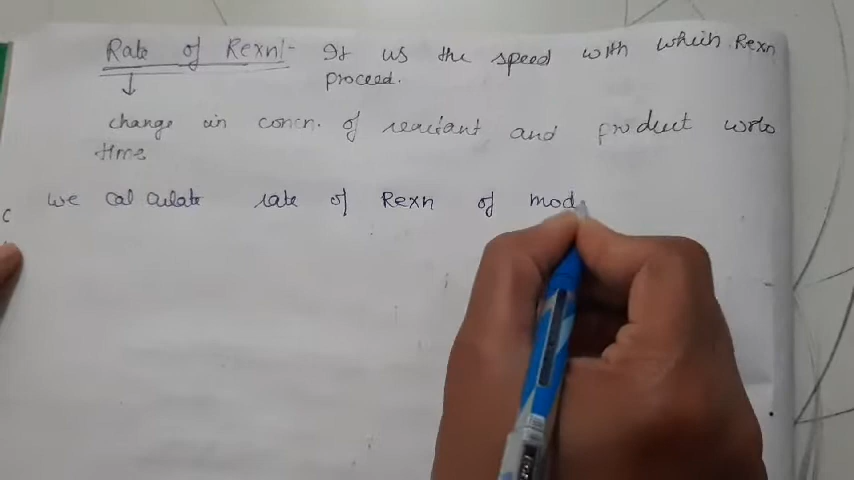 Rate of Rexn:- It us the speed with which Rexn
proceed.
change in concn. of reactant and product w.r.to
time
we calculate rate of Rexn of mod
c